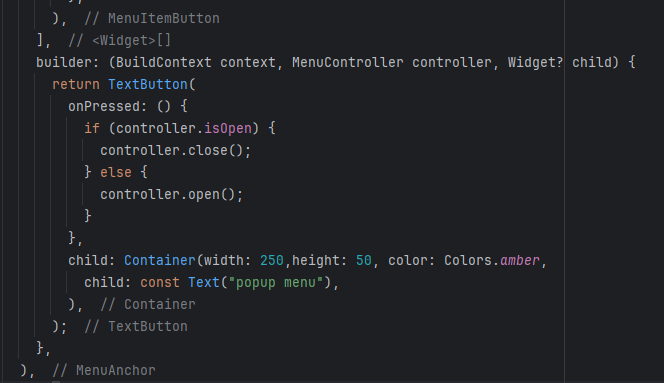 ),  // MenuItemButton
],  // <Widget>[]
builder: (BuildContext context, MenuController controller, Widget? child) {
return TextButton(
onPressed: () {
if (controller.isOpen) {
controller.close();
} else {
controller.open();
}
},
child: Container(width: 250,height: 50, color: Colors.amber,
child: const Text("popup menu"),
),  // Container
);  // TextButton
},
),  // MenuAnchor